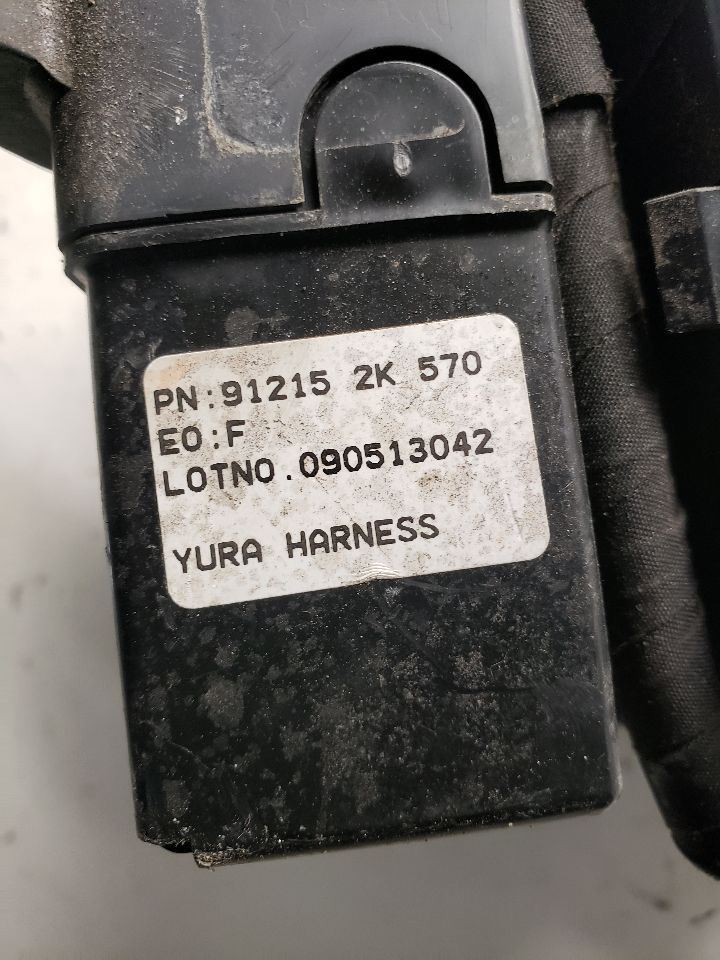 PN:91215 2K 570
EO:F
LOTNO.090513042
YURA HARNESS